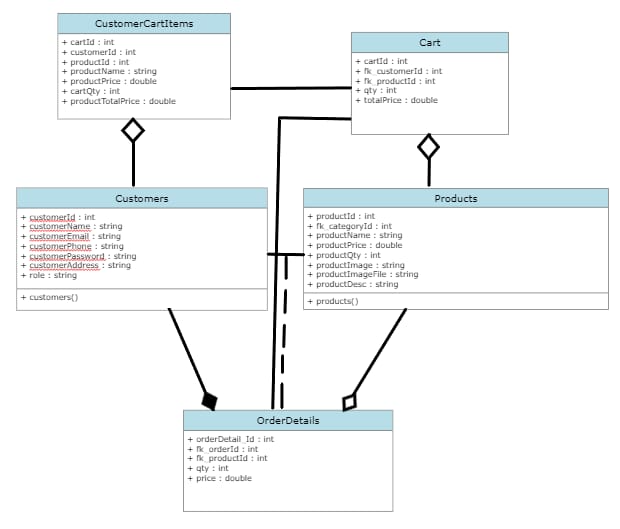 CustomerCartItems
+ cartId : int
+ customerId : int
+ productId : int
+ productName : string
+ productPrice : double
+ cartQty : int
+ productTotalPrice : double
Cart
+ cartId : int
+ fk_customerId : int
+ fk_productId : int
+ qty : int
+ totalPrice : double
Customers
+ customerId : int
+ customerName : string
+ customerEmail : string
+ customerPhone : string
+ customerPassword : string
+ customerAddress : string
+ role : string
+ customers()
Products
+ productId : int
+ fk_categoryId : int
+ productName : string
+ productPrice : double
+ productQty : int
+ productImage : string
+ productImageFile : string
+ productDesc : string
+ products()
OrderDetails
+ orderDetail_Id : int
+ fk_orderId : int
+ fk_productId : int
+ qty : int
+ price : double